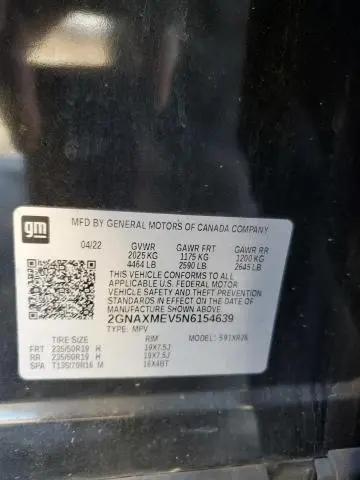 gm
MFD BY GENERAL MOTORS OF CANADA COMPANY
04/22 GVWR GAWR FRT GAWR RR
2025 KG 1175 KG 1200 KG
4464 LB 2590 LB 2645 LB
THIS VEHICLE CONFORMS TO ALL
APPLICABLE U.S. FEDERAL MOTOR
VEHICLE SAFETY AND THEFT PREVENTION
STANDARDS IN EFFECT ON THE DATE OF
MANUFACTURE SHOWN ABOVE.
2GNAXMEV5N6154639
TYPE: MPV MODEL:
TIRE SIZE RIM
FRT 235/50R19 H 19X7.5J
RR 235/50R19 H 19X7.5J
SPA T135/70R16 M 16X4BT